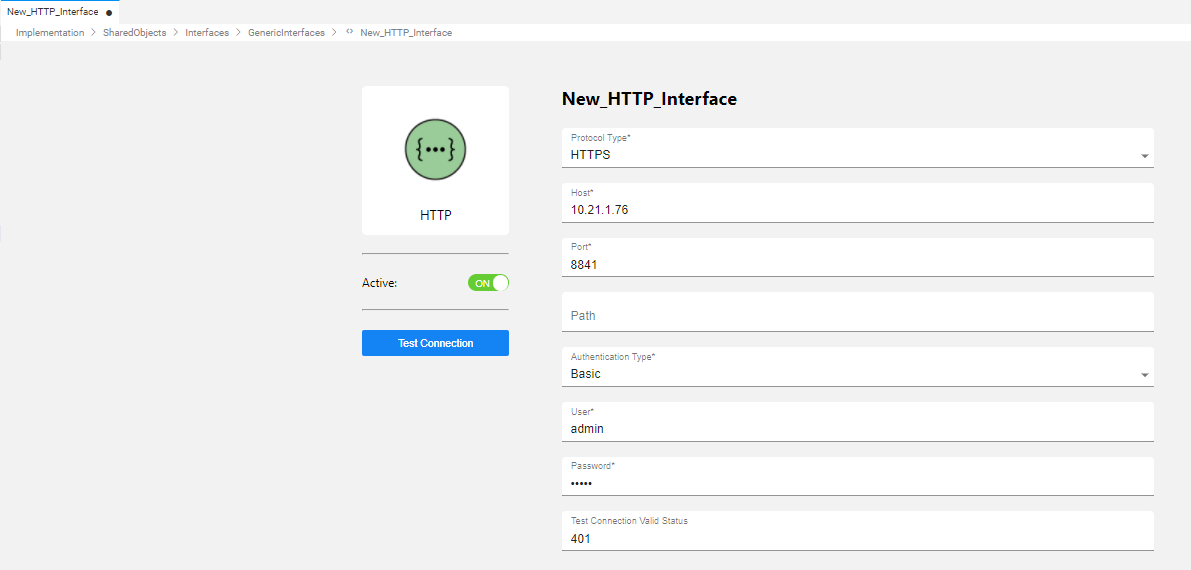 New_HTTP_Interface ●
Implementation > SharedObjects > Interfaces > GenericInterfaces > <> New_HTTP_Interface
{•••}
HTTP
Active: ON
Test Connection
New_HTTP_Interface
Protocol Type*
HTTPS
Host*
10.21.1.76
Port*
8841
Path
Authentication Type*
Basic
User*
admin
Password*
•••••
Test Connection Valid Status
401